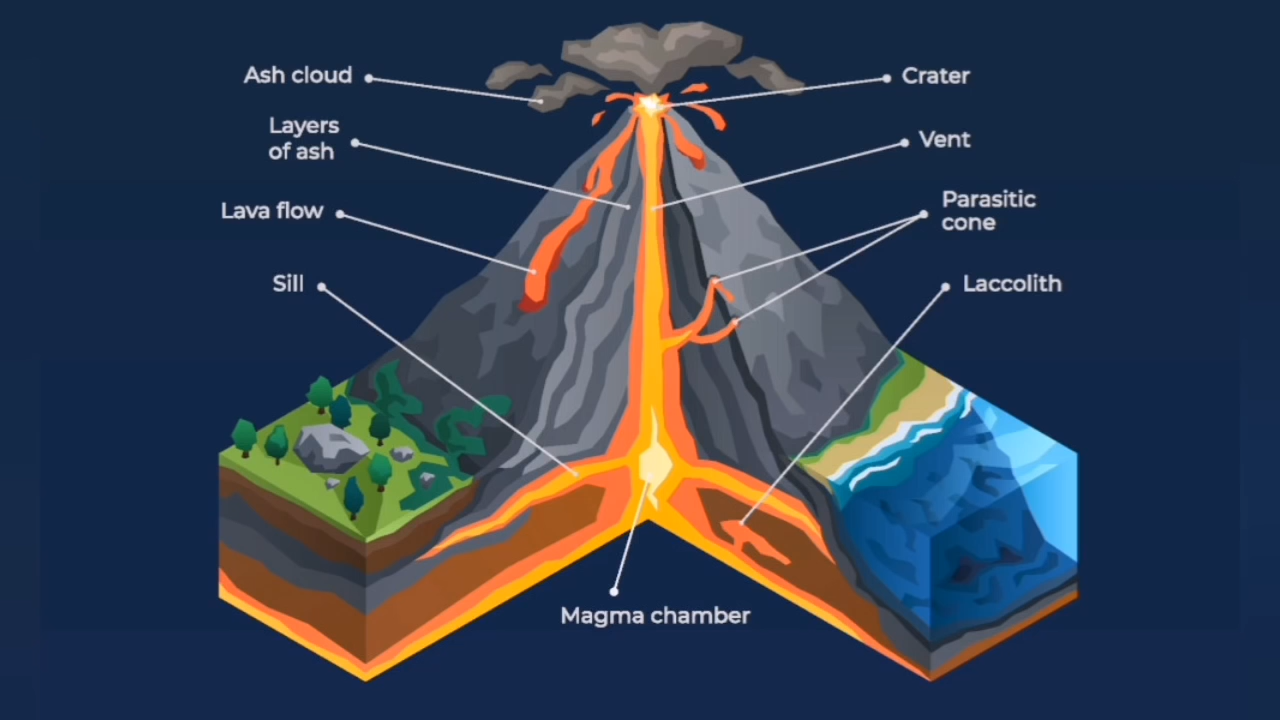 Ash cloud
Crater
Layers
of ash
Vent
Lava flow
Parasitic
cone
Sill
Laccolith
Magma chamber